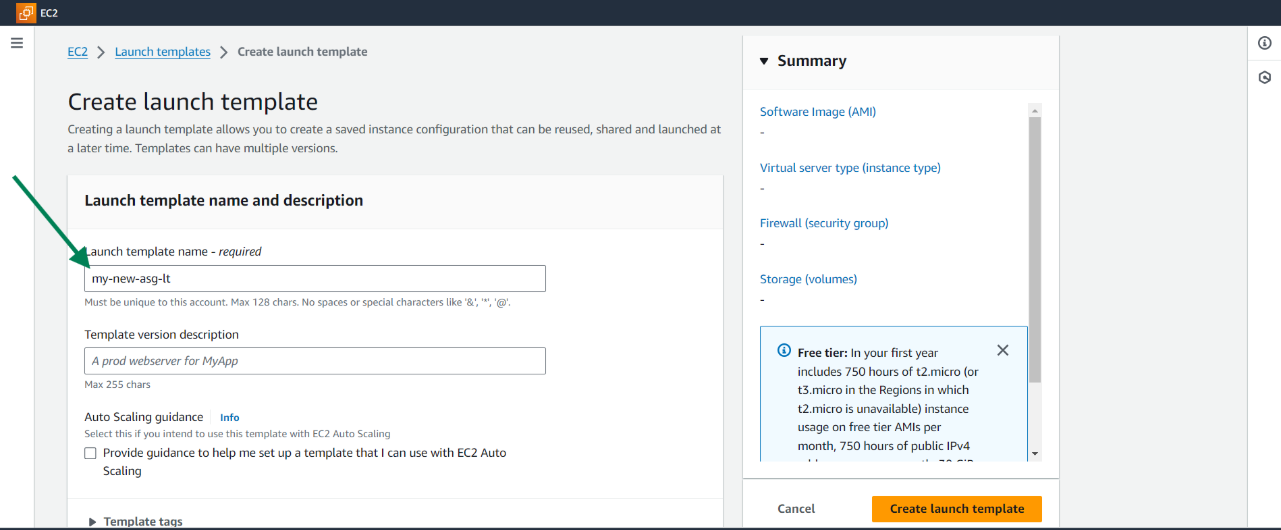 EC2
EC2 > Launch templates > Create launch template
Create launch template
Creating a launch template allows you to create a saved instance configuration that can be reused, shared and launched at
a later time. Templates can have multiple versions.
Launch template name and description
Launch template name - required
my-new-asg-lt
Must be unique to this account. Max 128 chars. No spaces or special characters like '&', '*', '@'.
Template version description
A prod webserver for MyApp
Max 255 chars
Auto Scaling guidance Info
Select this if you intend to use this template with EC2 Auto Scaling
Provide guidance to help me set up a template that I can use with EC2 Auto
Scaling
Template tags
Summary
Software Image (AMI)
-
Virtual server type (instance type)
-
Firewall (security group)
-
Storage (volumes)
-
Free tier: In your first year
includes 750 hours of t2.micro (or
t3.micro in the Regions in which
t2.micro is unavailable) instance
usage on free tier AMIs per
month, 750 hours of public IPv4
Cancel
Create launch template